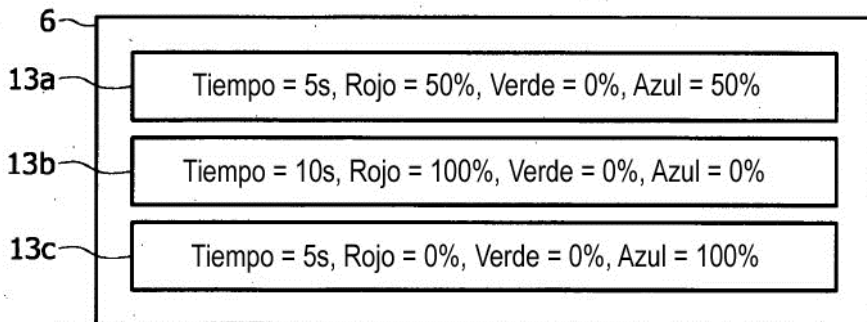 6
13a Tiempo = 5s, Rojo = 50%, Verde = 0%, Azul = 50%
13b Tiempo = 10s, Rojo = 100%, Verde = 0%, Azul = 0%
13c Tiempo = 5s, Rojo = 0%, Verde = 0%, Azul = 100%